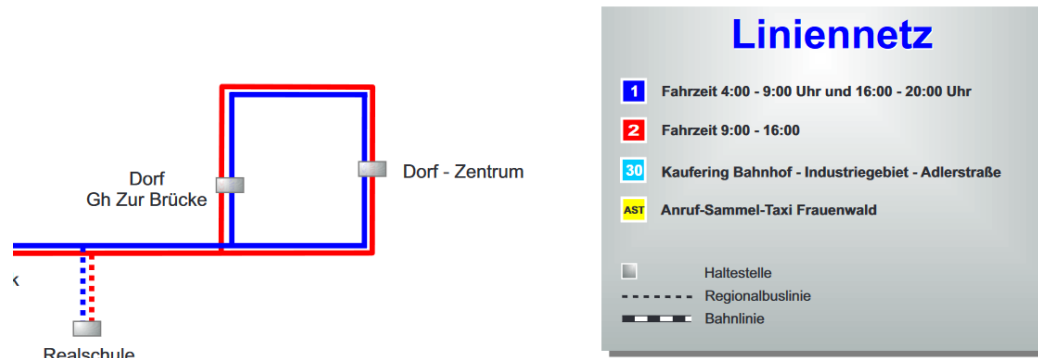 Dorf
Gh Zur Brücke
Dorf - Zentrum
k
Realschule
Liniennetz
1 Fahrzeit 4:00 - 9:00 Uhr und 16:00 - 20:00 Uhr
2 Fahrzeit 9:00 - 16:00
30 Kaufering Bahnhof - Industriegebiet - Adlerstraße
AST Anruf-Sammel-Taxi Frauenwald
Haltestelle
Regionalbuslinie
Bahnlinie